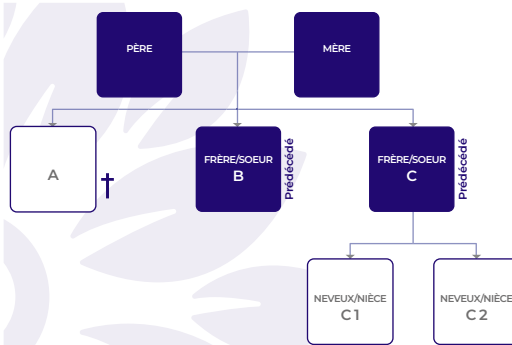 PÈRE
MÈRE
A
FRÈRE/SOEUR
B
Prédécédé
FRÈRE/SOEUR
C
Prédécédé
NEVEUX/NIÈCE
C1
NEVEUX/NIÈCE
C2